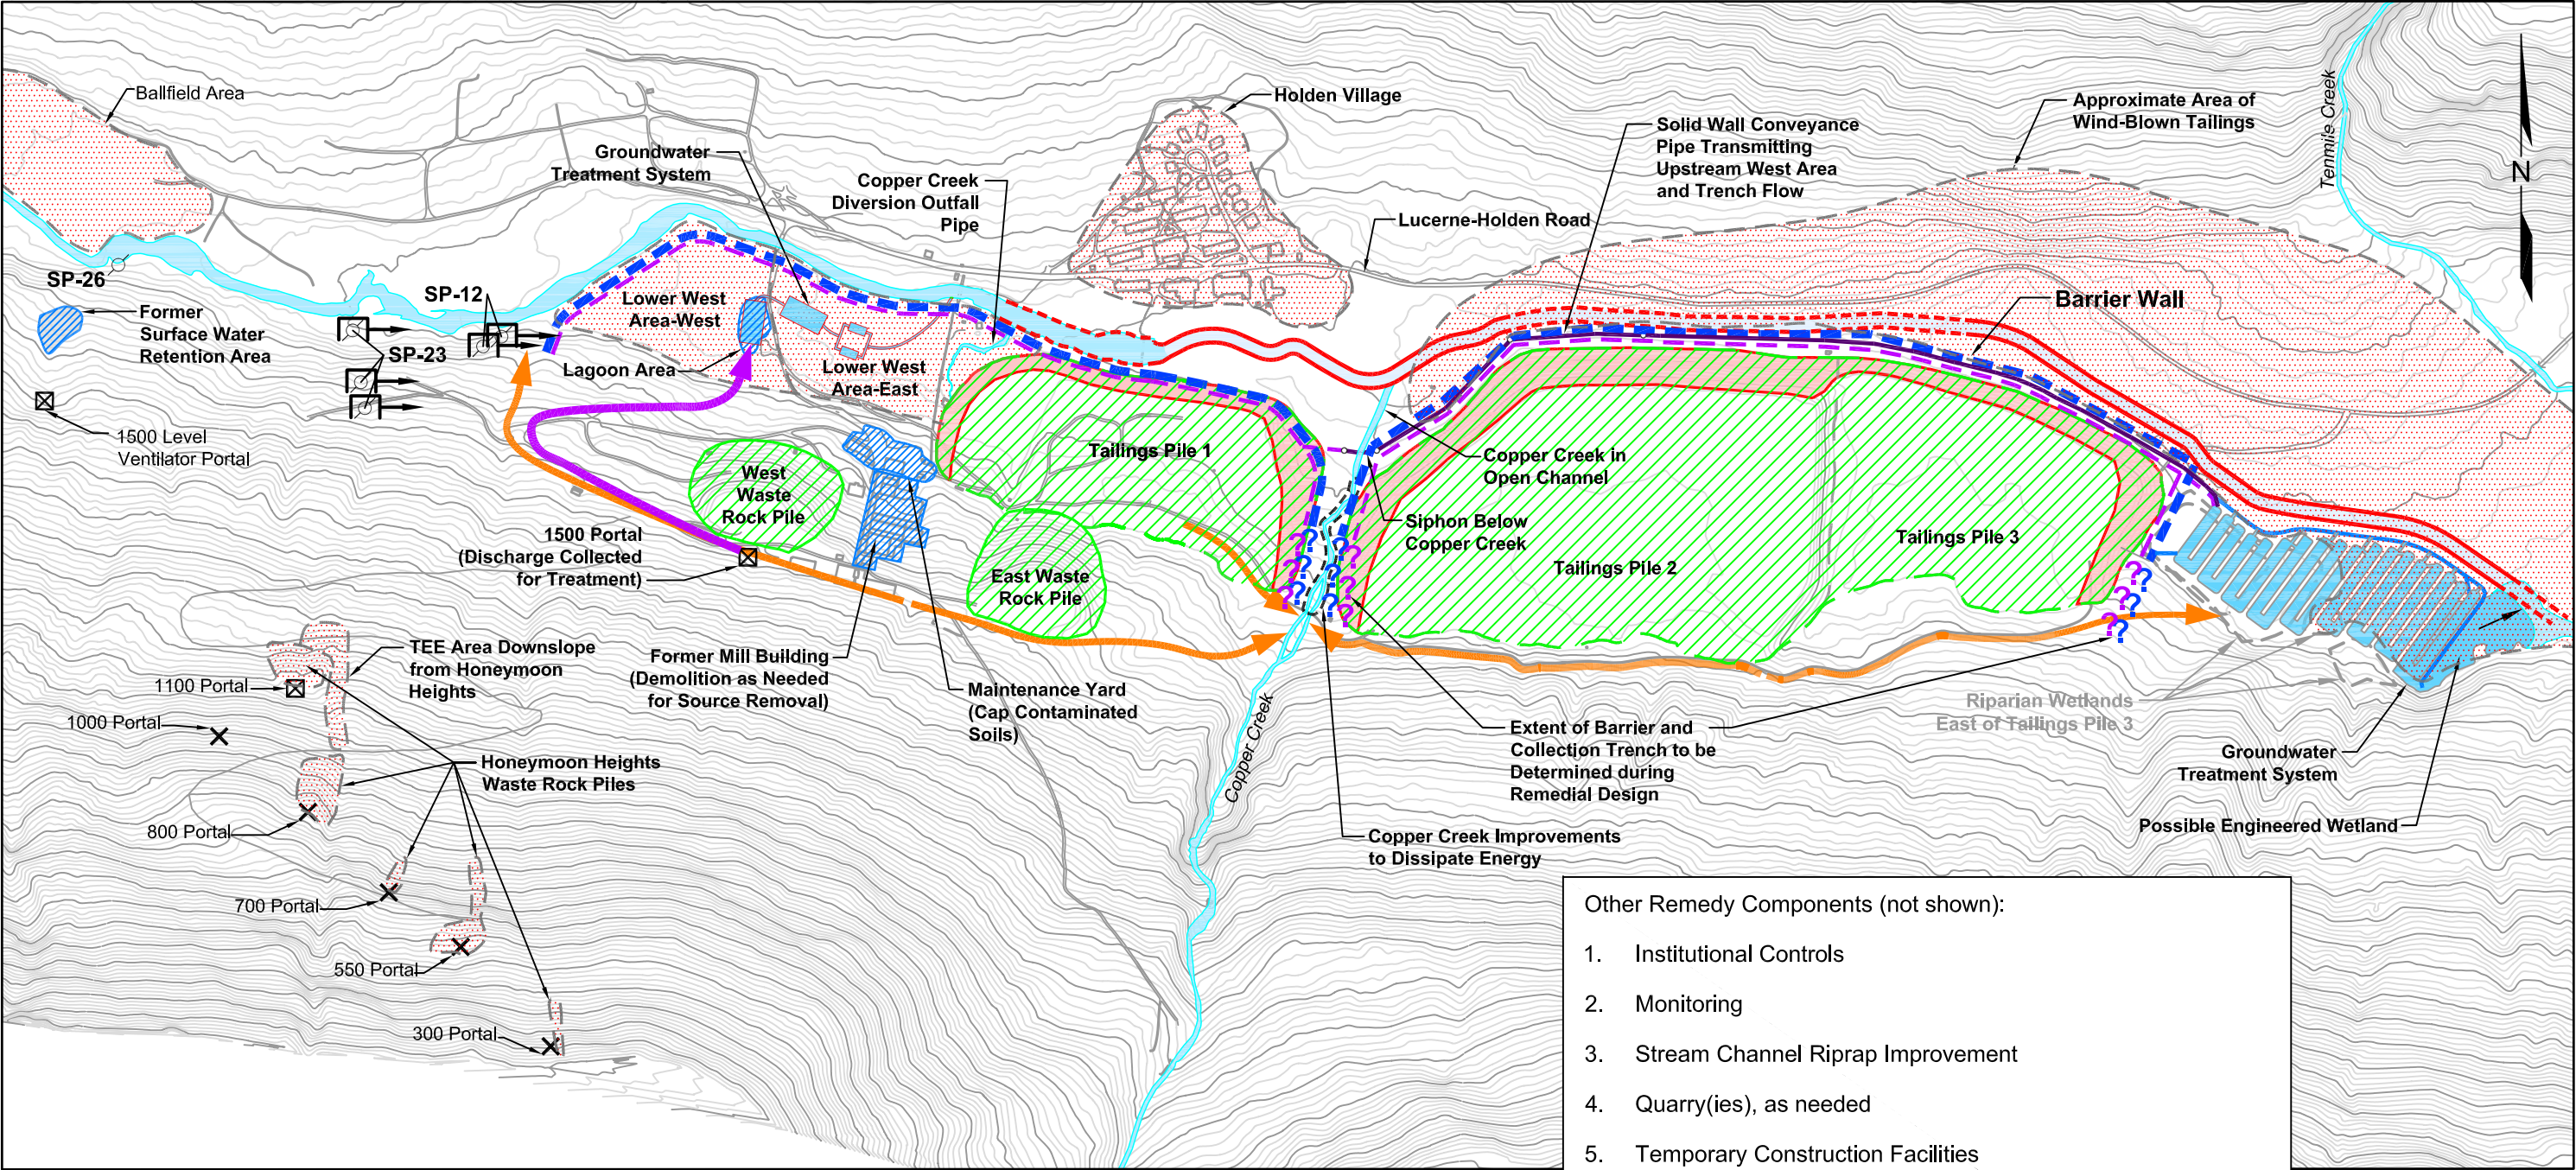 Ballfield Area
Holden Village
Approximate Area of
Wind-Blown Tailings
Tenmile Creek
N
Solid Wall Conveyance
Pipe Transmitting
Upstream West Area
and Trench Flow
Groundwater
Treatment System
Copper Creek
Diversion Outfall
Pipe
Lucerne-Holden Road
SP-26
SP-12
Former
Surface Water
Retention Area
Lower West
Area-West
Barrier Wall
SP-23
Lagoon Area
Lower West
Area-East
1500 Level
Ventilator Portal
Tailings Pile 1
Copper Creek in
Open Channel
West
Waste
Rock Pile
Siphon Below
Copper Creek
1500 Portal
(Discharge Collected
for Treatment)
Tailings Pile 3
Tailings Pile 2
East Waste
Rock Pile
? ? ? ? ? ? ? ?
? ? ? ? ? ? ? ?
? ? ? ? ? ?
TEE Area Downslope
from Honeymoon
Heights
1100 Portal
1000 Portal
Former Mill Building
(Demolition as Needed
for Source Removal)
Maintenance Yard
(Cap Contaminated
Soils)
Copper Creek
Riparian Wetlands
East of Tailings Pile 3
Extent of Barrier and
Collection Trench to be
Determined during
Remedial Design
Groundwater
Treatment System
Honeymoon Heights
Waste Rock Piles
800 Portal
Possible Engineered Wetland
Copper Creek Improvements
to Dissipate Energy
700 Portal
550 Portal
300 Portal
Other Remedy Components (not shown):
1. Institutional Controls
2. Monitoring
3. Stream Channel Riprap Improvement
4. Quarry(ies), as needed
5. Temporary Construction Facilities